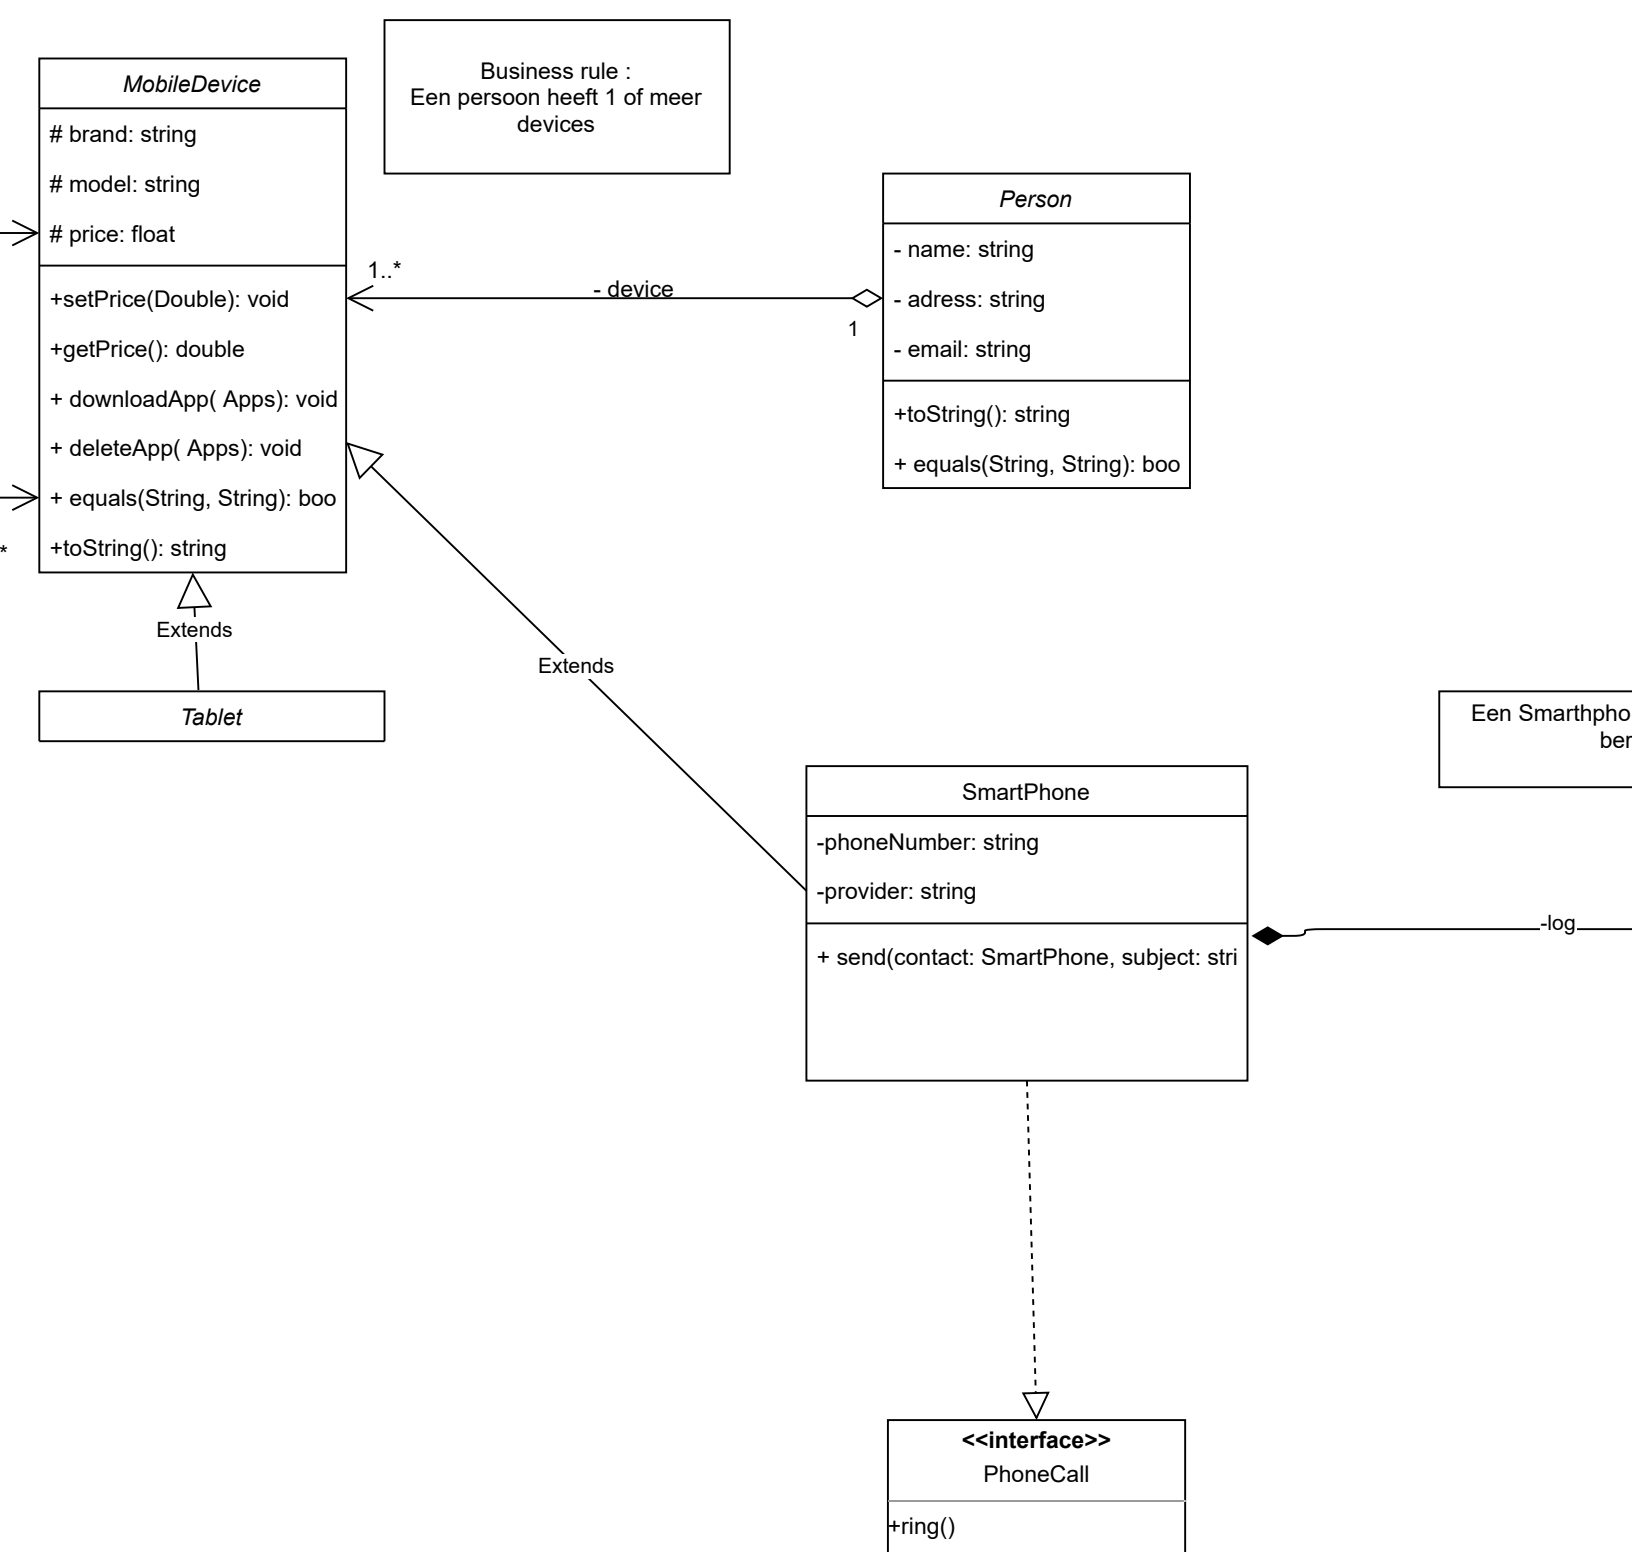 MobileDevice
# brand: string
# model: string
# price: float
+setPrice(Double): void
+getPrice(): double
+ downloadApp( Apps): void
+ deleteApp( Apps): void
+ equals(String, String): boo
+toString(): string
*
Business rule :
Een persoon heeft 1 of meer
devices
1..*
- device
1
Person
- name: string
- adress: string
- email: string
+toString(): string
+ equals(String, String): boo
Extends
Tablet
Extends
SmartPhone
-phoneNumber: string
-provider: string
+ send(contact: SmartPhone, subject: stri
Een Smarthpho
ber
-log
<<interface>>
PhoneCall
+ring()